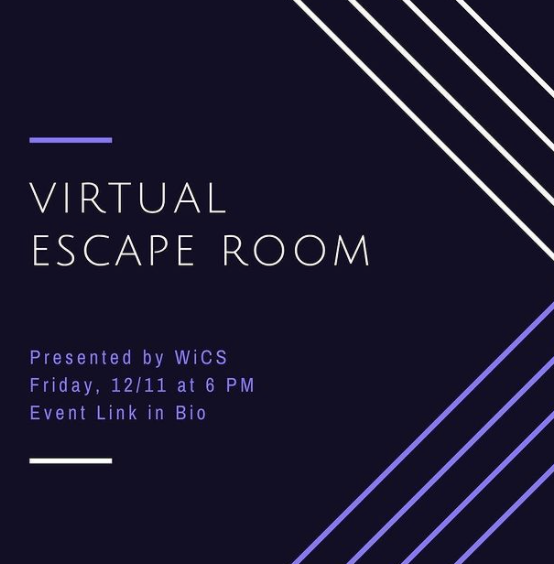 VIRTUAL
ESCAPE ROOM
Presented by WiCS
Friday, 12/11 at 6 PM
Event Link in Bio